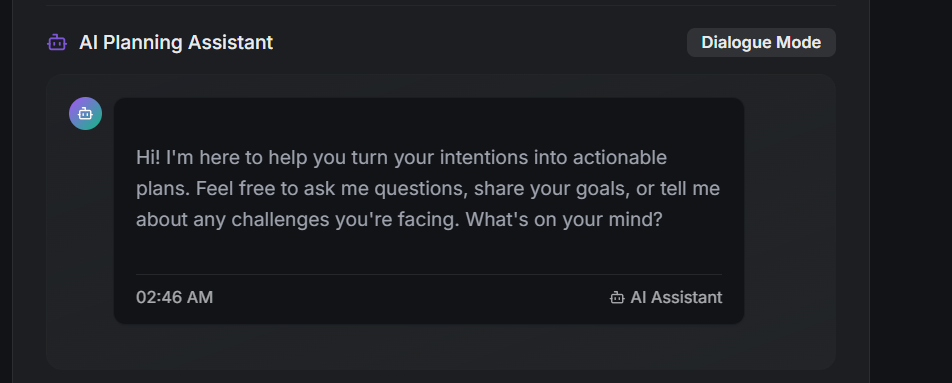 AI Planning Assistant
Dialogue Mode
Hi! I'm here to help you turn your intentions into actionable
plans. Feel free to ask me questions, share your goals, or tell me
about any challenges you're facing. What's on your mind?
02:46 AM
AI Assistant